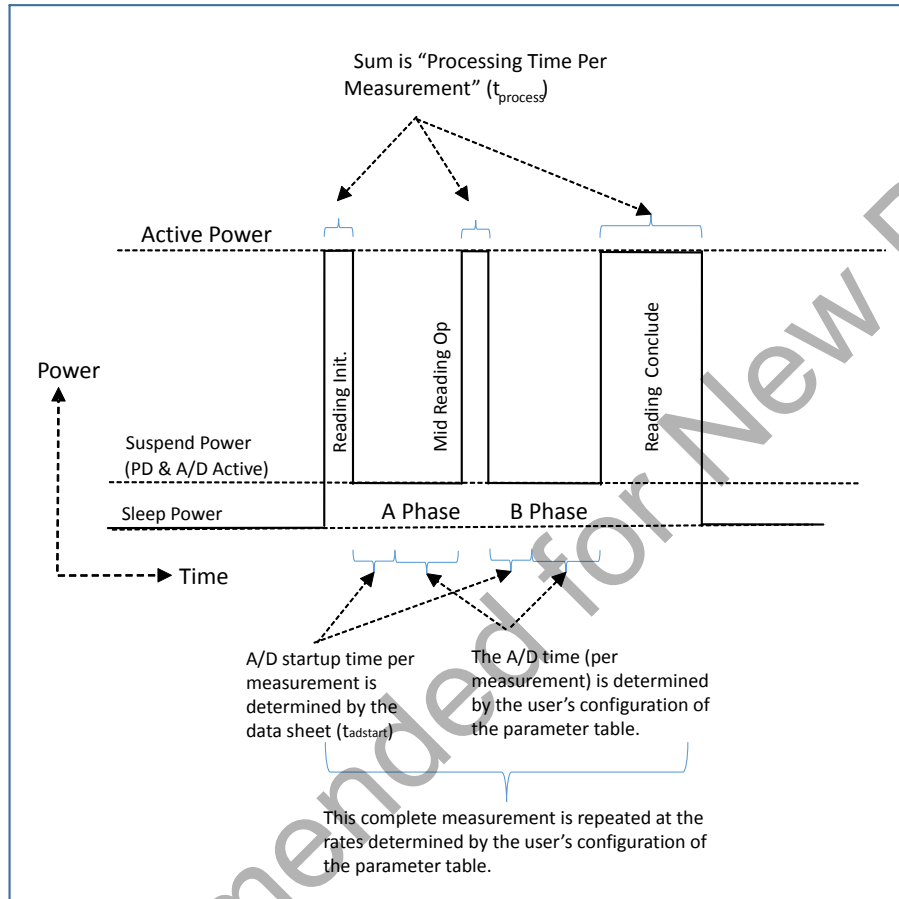 Sum is “Processing Time Per
Measurement” (tprocess)
Active Power
Reading Init.
Mid Reading Op
Reading Conclude
Power
Suspend Power
(PD & A/D Active)
Sleep Power
A Phase
B Phase
Time
A/D startup time per
measurement is
determined by the
data sheet (tadstart)
The A/D time (per
measurement) is determined
by the user’s configuration of
the parameter table.
This complete measurement is repeated at the
rates determined by the user’s configuration of
the parameter table.
mended for New